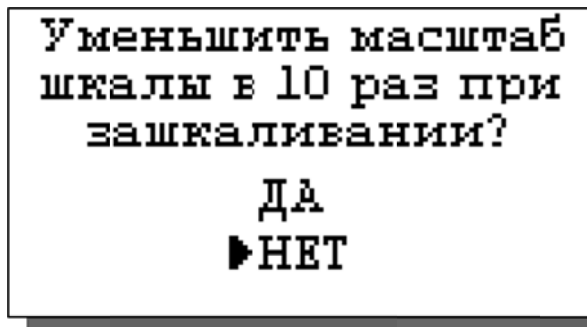 Уменьшить масштаб
шкалы в 10 раз при
зашкаливании?
ДА
НЕТ